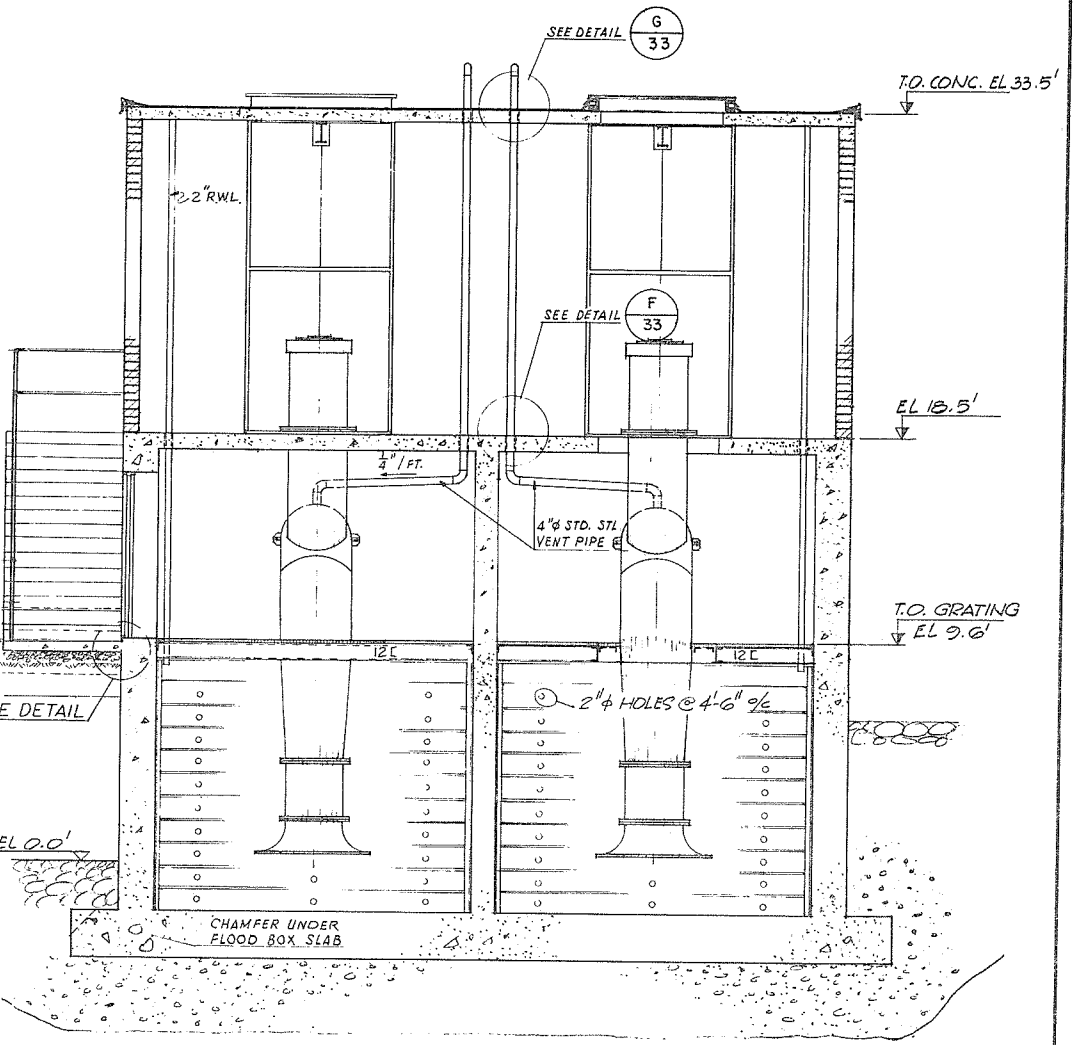 SEE DETAIL
G
33
T.O. CONC. EL 33.5'
2"R.W.L.
SEE DETAIL
F
33
EL 18.5'
1/4"/FT.
4"φ STD. STL
VENT PIPE
T.O. GRATING
EL 9.6'
12[
12[
2"φ HOLES @ 4'-6" o/c
E DETAIL
EL 0.0'
CHAMFER UNDER
FLOOD BOX SLAB